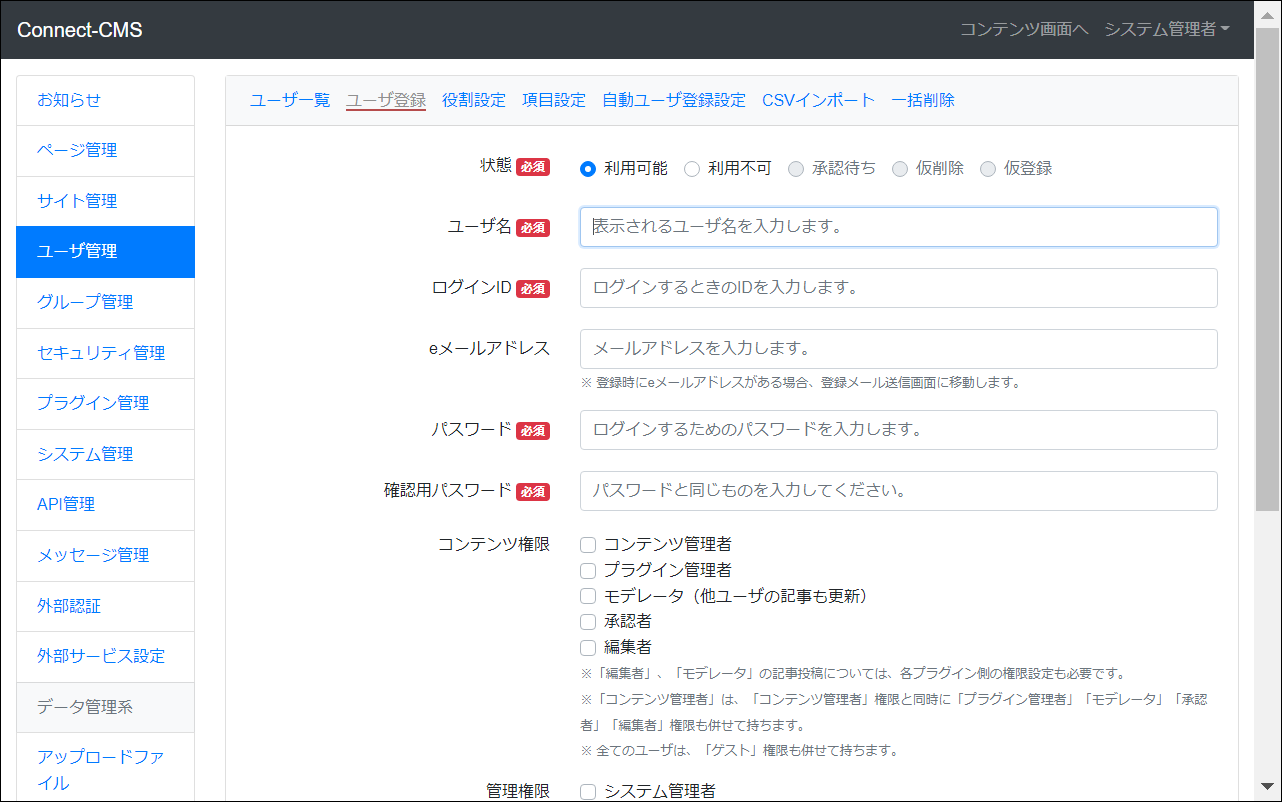 Connect-CMS
コンテンツ画面へ システム管理者
お知らせ
ページ管理
サイト管理
ユーザ管理
グループ管理
セキュリティ管理
プラグイン管理
システム管理
API管理
メッセージ管理
外部認証
外部サービス設定
データ管理系
アップロードファ
イル
ユーザ一覧 ユーザ登録 役割設定 項目設定 自動ユーザ登録設定 CSVインポート 一括削除
状態 必須 利用可能 利用不可 承認待ち 仮削除 仮登録
ユーザ名 必須 表示されるユーザ名を入力します。
ログインID 必須 ログインするときのIDを入力します。
eメールアドレス メールアドレスを入力します。
※ 登録時にeメールアドレスがある場合、登録メール送信画面に移動します。
パスワード 必須 ログインするためのパスワードを入力します。
確認用パスワード 必須 パスワードと同じものを入力してください。
コンテンツ権限 コンテンツ管理者
プラグイン管理者
モデレータ（他ユーザの記事も更新）
承認者
編集者
※「編集者」、「モデレータ」の記事投稿については、各プラグイン側の権限設定も必要です。
※「コンテンツ管理者」は、「コンテンツ管理者」権限と同時に「プラグイン管理者」「モデレータ」「承認
者」「編集者」権限も併せて持ちます。
※ 全てのユーザは、「ゲスト」権限も併せて持ちます。
管理権限 システム管理者